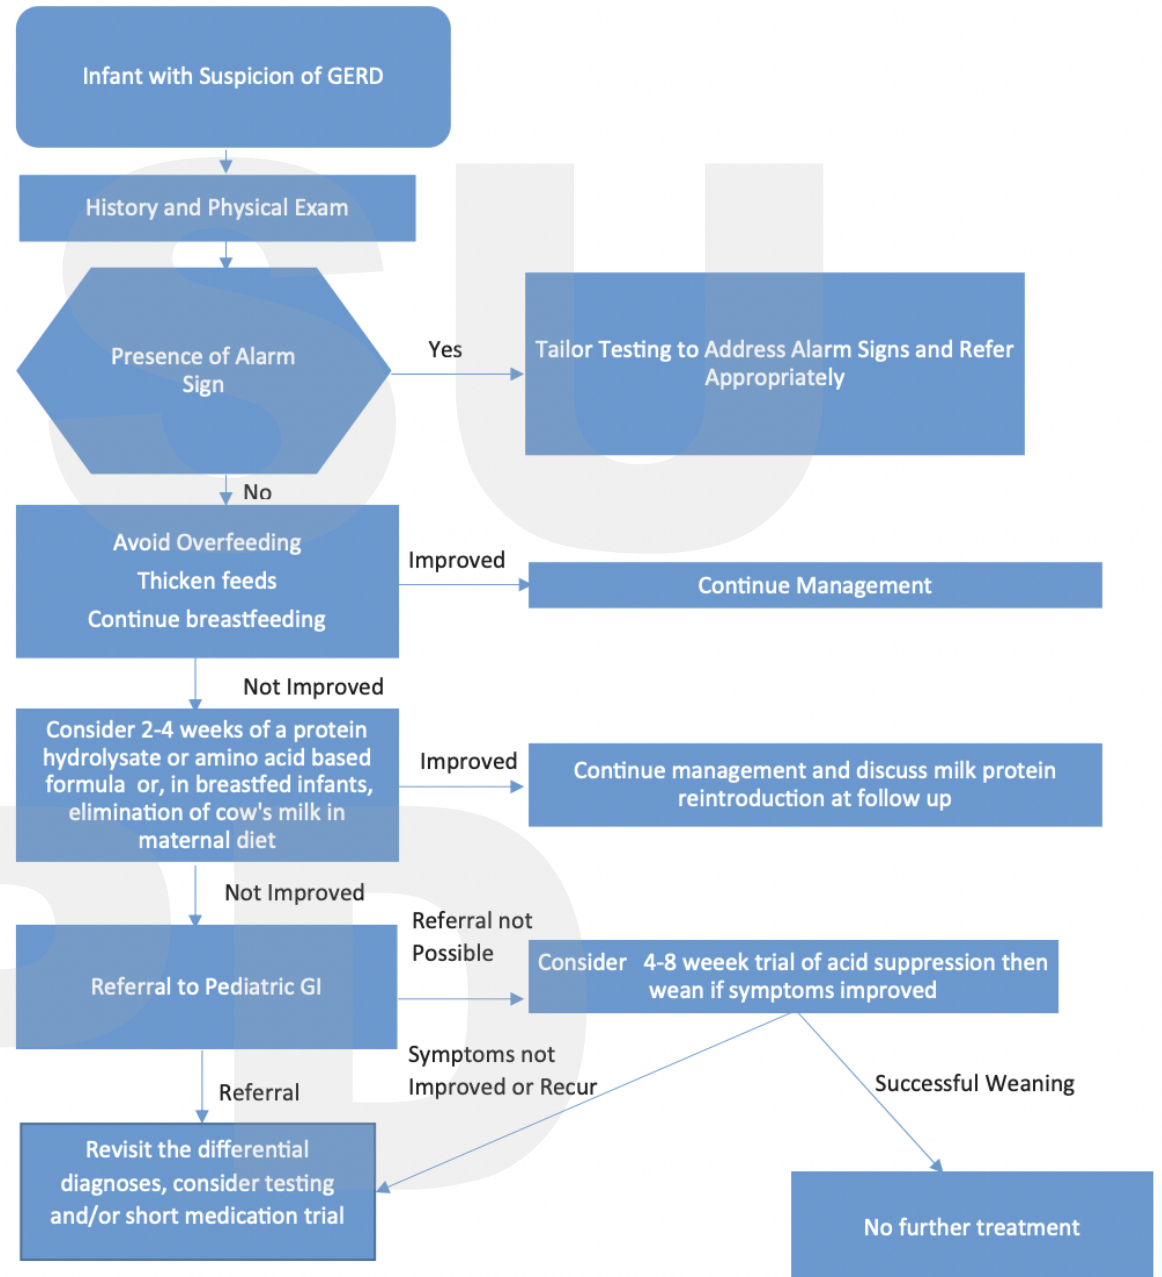 Infant with Suspicion of GERD
History and Physical Exam
Presence of Alarm
Sign
Yes
Tailor Testing to Address Alarm Signs and Refer
Appropriately
No
Avoid Overfeeding
Thicken feeds
Continue breastfeeding
Improved
Continue Management
Not Improved
Consider 2-4 weeks of a protein
hydrolysate or amino acid based
formula or, in breastfed infants,
elimination of cow's milk in
maternal diet
Improved
Continue management and discuss milk protein
reintroduction at follow up
Not Improved
Referral to Pediatric GI
Referral not
Possible
Consider 4-8 weeek trial of acid suppression then
wean if symptoms improved
Symptoms not
Improved or Recur
Successful Weaning
Referral
Revisit the differential
diagnoses, consider testing
and/or short medication trial
No further treatment
SU
PD